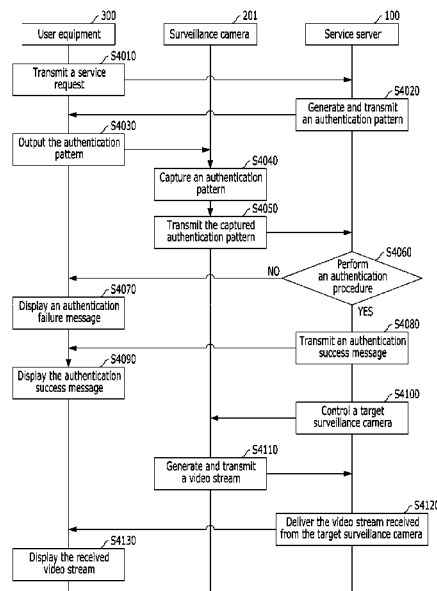 300
201
100
User equipment
Surveillance camera
Service server
S4010
Transmit a service
request
S4020
Generate and transmit
an authentication pattern
S4030
Output the authentication
pattern
S4040
Capture an authentication
pattern
S4050
Transmit the captured
authentication pattern
S4060
Perform
an authentication
procedure
NO
YES
S4070
Display an authentication
failure message
S4080
Transmit an authentication
success message
S4090
Display the authentication
success message
S4100
Control a target
surveillance camera
S4110
Generate and transmit
a video stream
S4120
Deliver the video stream received
from the target surveillance camera
S4130
Display the received
video stream